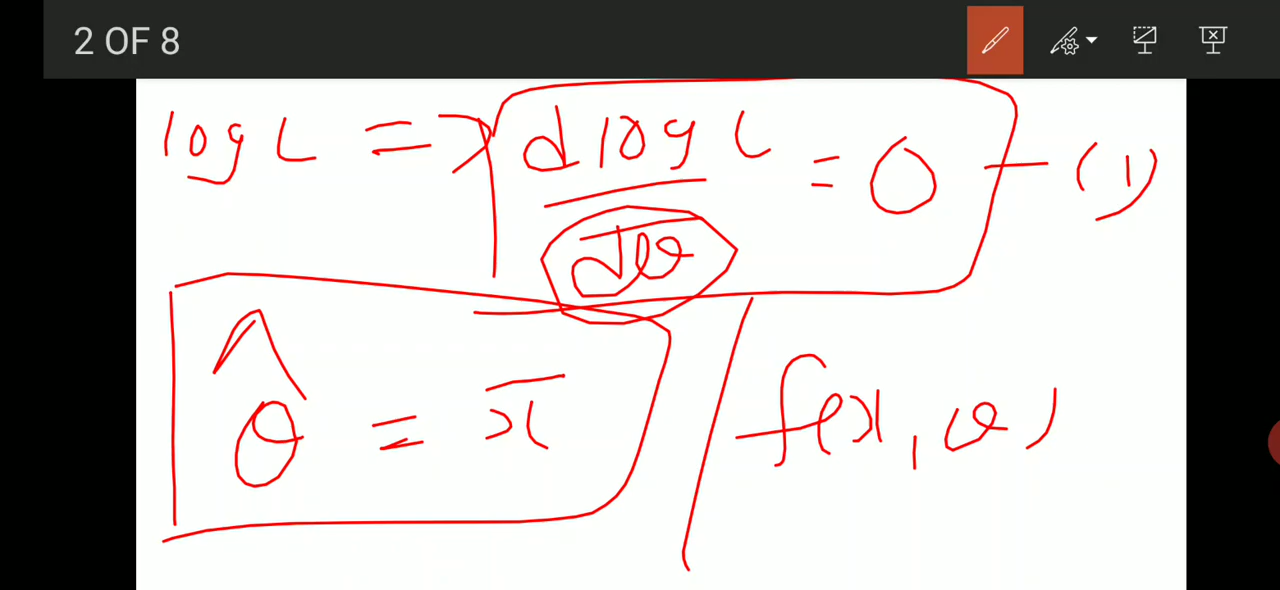 2 OF 8
log L => d log L / dθ = 0 — (1)
θ̂ = x̄
f(x, θ)